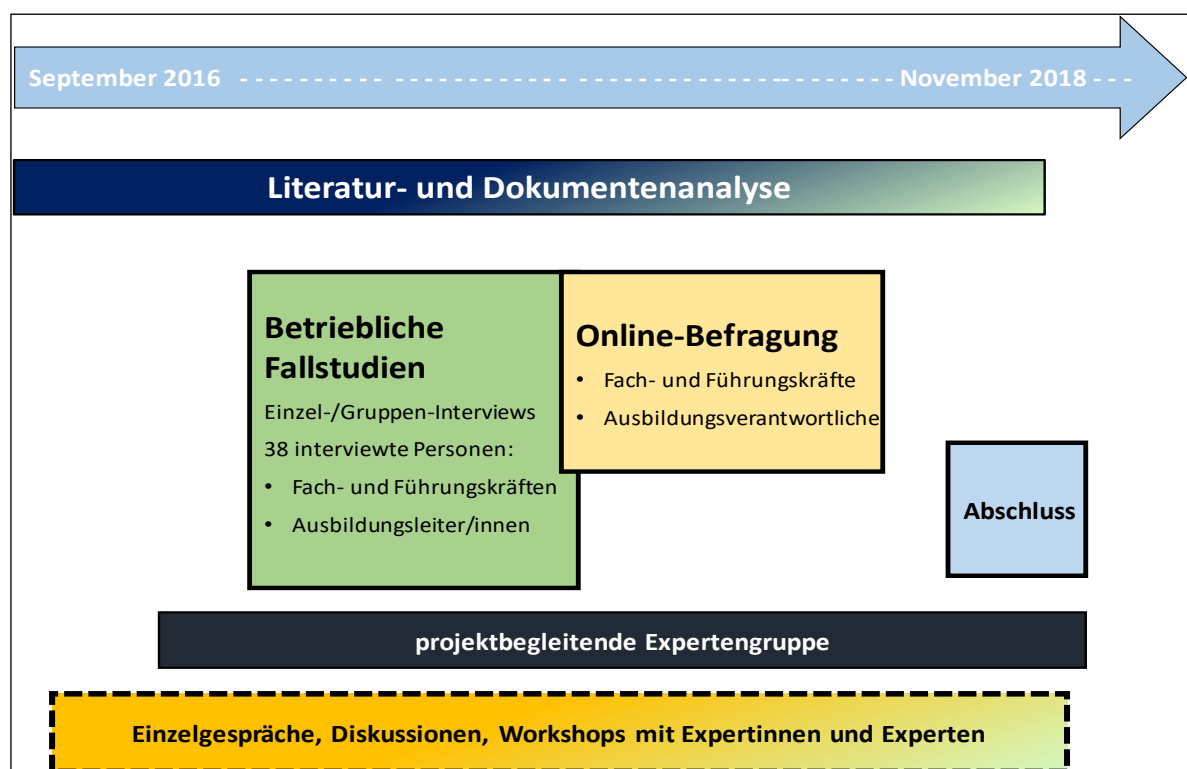 September 2016 - - - - - - - - - - - - - - - - - - - - - - - - - - - - - - - - - - - - - - - - November 2018 - - -
Literatur- und Dokumentenanalyse
Betriebliche
Fallstudien
Einzel-/Gruppen-Interviews
38 interviewte Personen:
• Fach- und Führungskräften
• Ausbildungsleiter/innen
Online-Befragung
• Fach- und Führungskräfte
• Ausbildungsverantwortliche
Abschluss
projektbegleitende Expertengruppe
Einzelgespräche, Diskussionen, Workshops mit Expertinnen und Experten